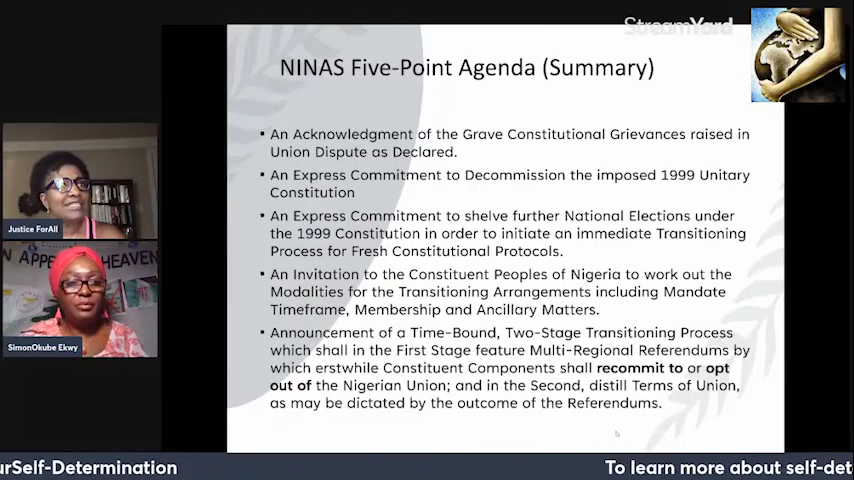 StreamYard
NINAS Five-Point Agenda (Summary)
• An Acknowledgment of the Grave Constitutional Grievances raised in
Union Dispute as Declared.
• An Express Commitment to Decommission the imposed 1999 Unitary
Constitution
• An Express Commitment to shelve further National Elections under
the 1999 Constitution in order to initiate an immediate Transitioning
Process for Fresh Constitutional Protocols.
• An Invitation to the Constituent Peoples of Nigeria to work out the
Modalities for the Transitioning Arrangements including Mandate
Timeframe, Membership and Ancillary Matters.
• Announcement of a Time-Bound, Two-Stage Transitioning Process
which shall in the First Stage feature Multi-Regional Referendums by
which erstwhile Constituent Components shall recommit to or opt
out of the Nigerian Union; and in the Second, distill Terms of Union,
as may be dictated by the outcome of the Referendums.
Justice ForAll
N APPE HEAVEN
SimonOkube Ekwy
urSelf-Determination
To learn more about self-dete